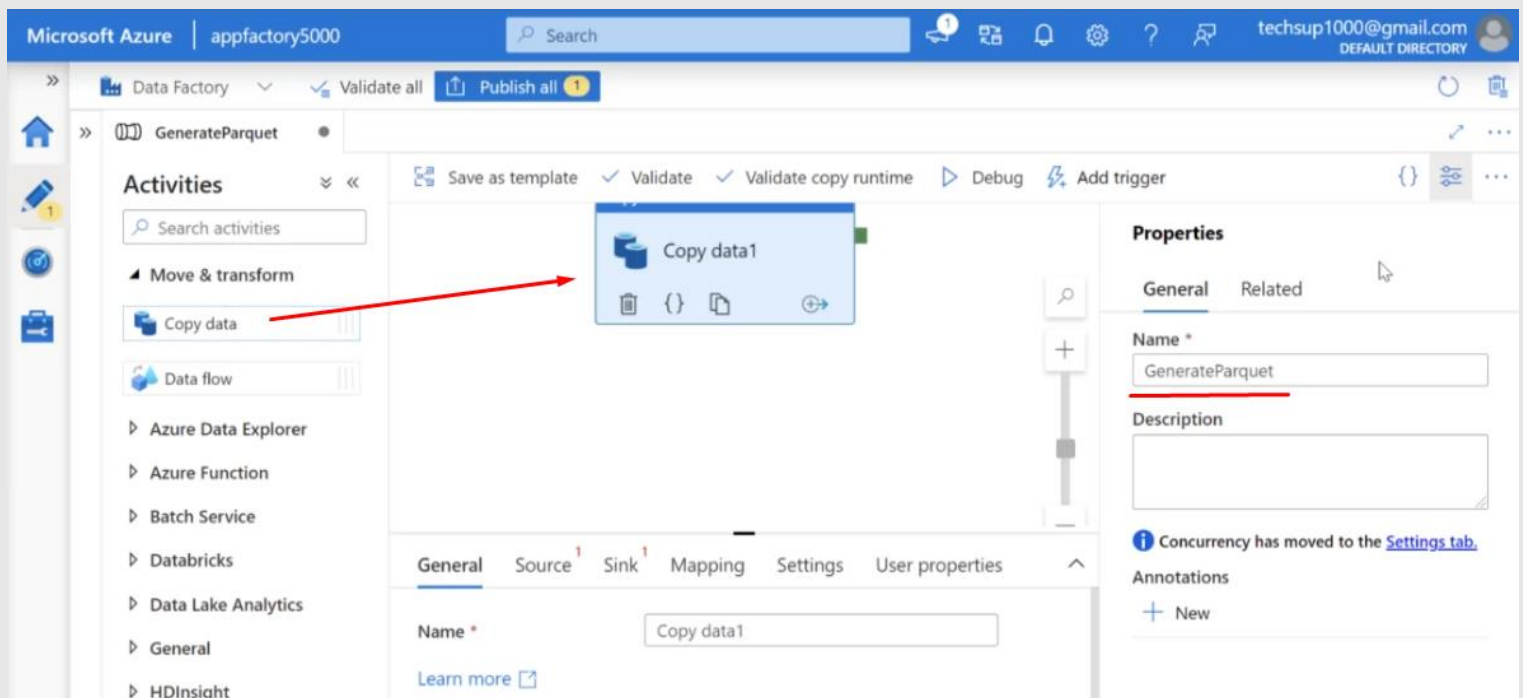 Microsoft Azure | appfactory5000
Search
1
techsup1000@gmail.com
DEFAULT DIRECTORY
Data Factory
Validate all
Publish all 1
GenerateParquet
Activities
Save as template
Validate
Validate copy runtime
Debug
Add trigger
{}
1
Search activities
Move & transform
Copy data
Data flow
Azure Data Explorer
Azure Function
Batch Service
Databricks
Data Lake Analytics
General
HDInsight
Copy data1
{}
General
Source 1
Sink 1
Mapping
Settings
User properties
Name *
Copy data1
Learn more
Properties
General
Related
Name *
GenerateParquet
Description
Concurrency has moved to the Settings tab.
Annotations
New